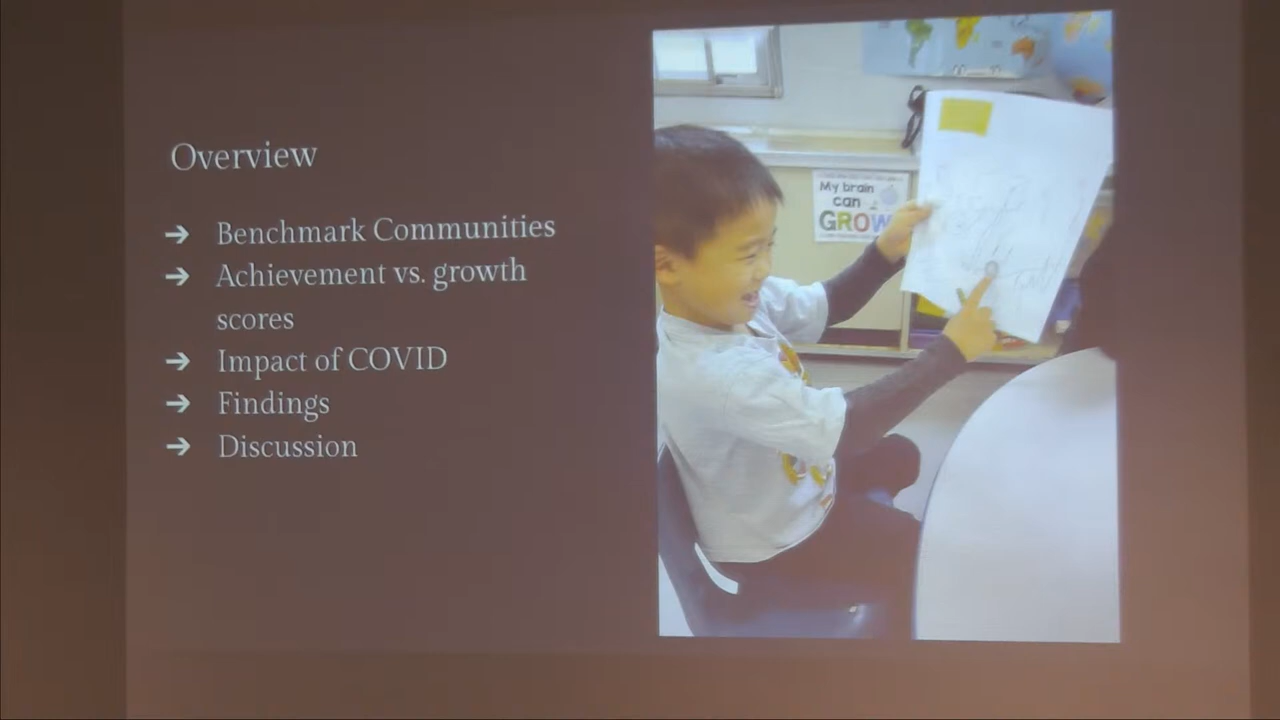 Overview
➔ Benchmark Communities
➔ Achievement vs. growth
scores
➔ Impact of COVID
➔ Findings
➔ Discussion
My brain
can
GROW